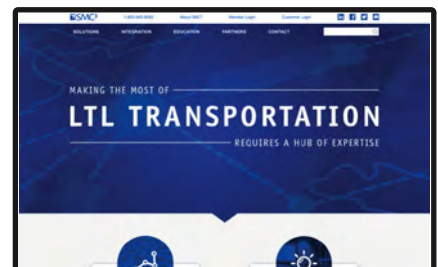 SMC³
1-800-845-8090
About SMC³
Member Login
Customer Login
SOLUTIONS
INTEGRATION
EDUCATION
PARTNERS
CONTACT
MAKING THE MOST OF
LTL TRANSPORTATION
REQUIRES A HUB OF EXPERTISE